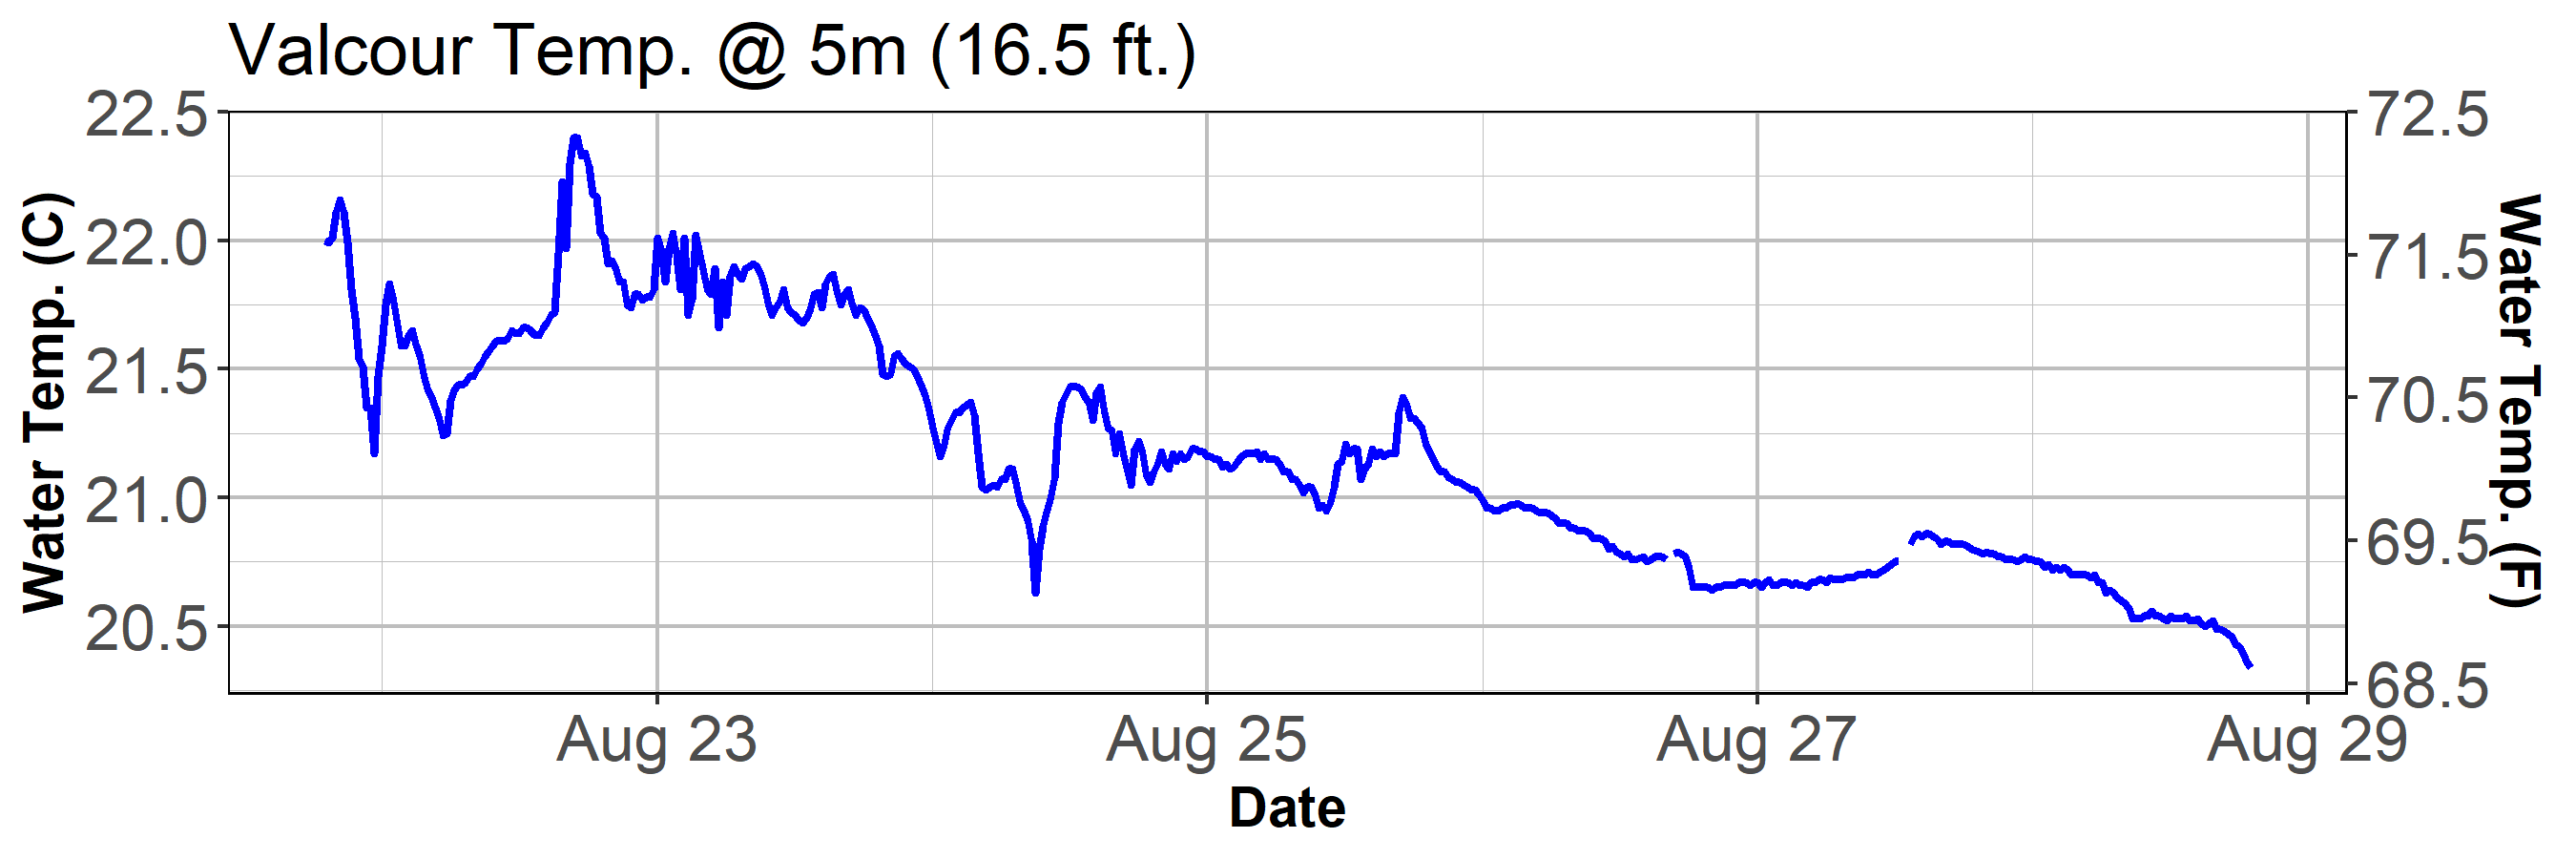 Valcour Temp. @ 5m (16.5 ft.)
Water Temp. (C)
22.5
22.0
21.5
21.0
20.5
72.5
71.5
70.5
69.5
68.5
Water Temp. (F)
Aug 23 Aug 25 Aug 27 Aug 29
Date